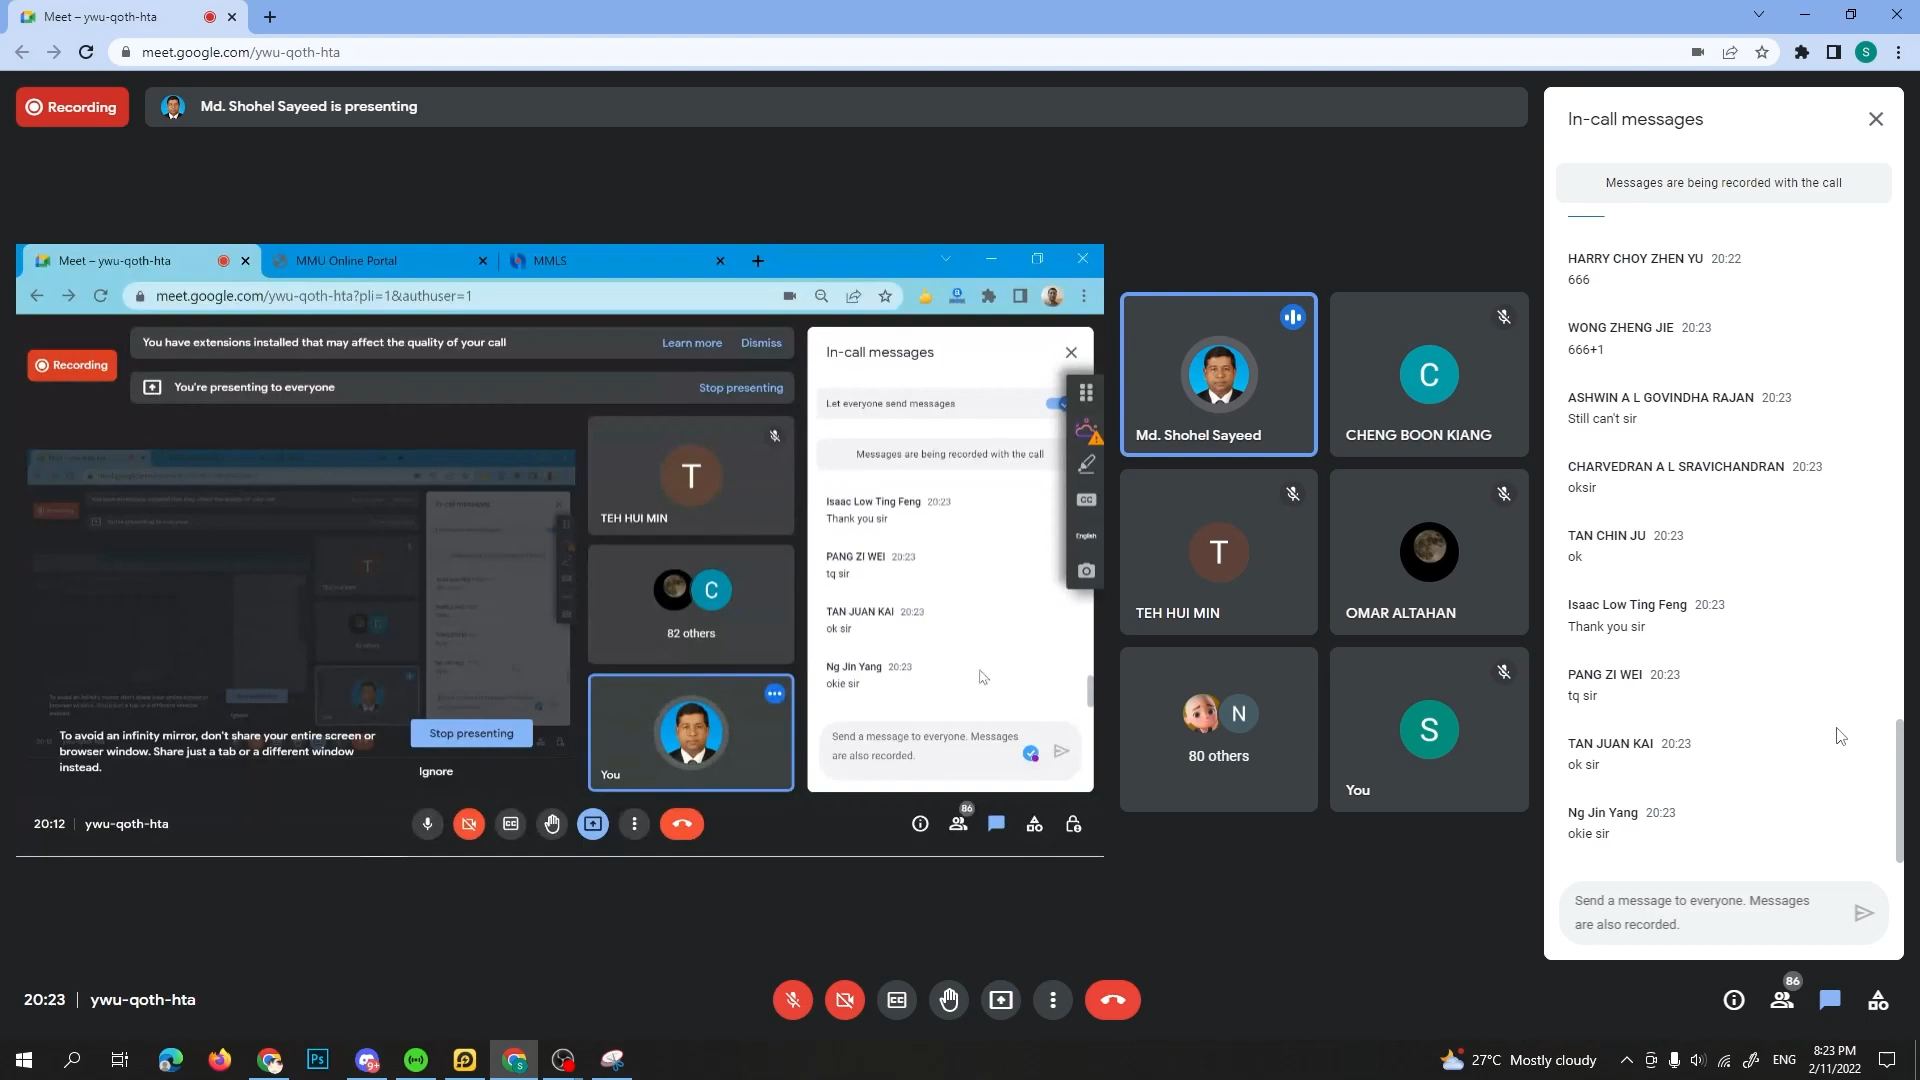 Meet – ywu-qoth-hta
meet.google.com/ywu-qoth-hta
S
Recording
Md. Shohel Sayeed is presenting
Meet – ywu-qoth-hta
MMU Online Portal
MMLS
meet.google.com/ywu-qoth-hta?pli=1&authuser=1
You have extensions installed that may affect the quality of your call
Learn more
Dismiss
Recording
You're presenting to everyone
Stop presenting
In-call messages
Let everyone send messages
Messages are being recorded with the call
CC
English
T
TEH HUI MIN
C
82 others
You
Isaac Low Ting Feng 20:23
Thank you sir
PANG ZI WEI 20:23
tq sir
TAN JUAN KAI 20:23
ok sir
Ng Jin Yang 20:23
okie sir
Send a message to everyone. Messages
are also recorded.
To avoid an infinity mirror, don't share your entire screen or
browser window. Share just a tab or a different window
instead.
Stop presenting
Ignore
20:12 | ywu-qoth-hta
86
Md. Shohel Sayeed
C
CHENG BOON KIANG
T
TEH HUI MIN
OMAR ALTAHAN
N
80 others
S
You
In-call messages
Messages are being recorded with the call
HARRY CHOY ZHEN YU 20:22
666
WONG ZHENG JIE 20:23
666+1
ASHWIN A L GOVINDHA RAJAN 20:23
Still can't sir
CHARVEDRAN A L SRAVICHANDRAN 20:23
oksir
TAN CHIN JU 20:23
ok
Isaac Low Ting Feng 20:23
Thank you sir
PANG ZI WEI 20:23
tq sir
TAN JUAN KAI 20:23
ok sir
Ng Jin Yang 20:23
okie sir
Send a message to everyone. Messages
are also recorded.
20:23 | ywu-qoth-hta
86
Ps
9+
27°C Mostly cloudy
ENG
8:23 PM
2/11/2022